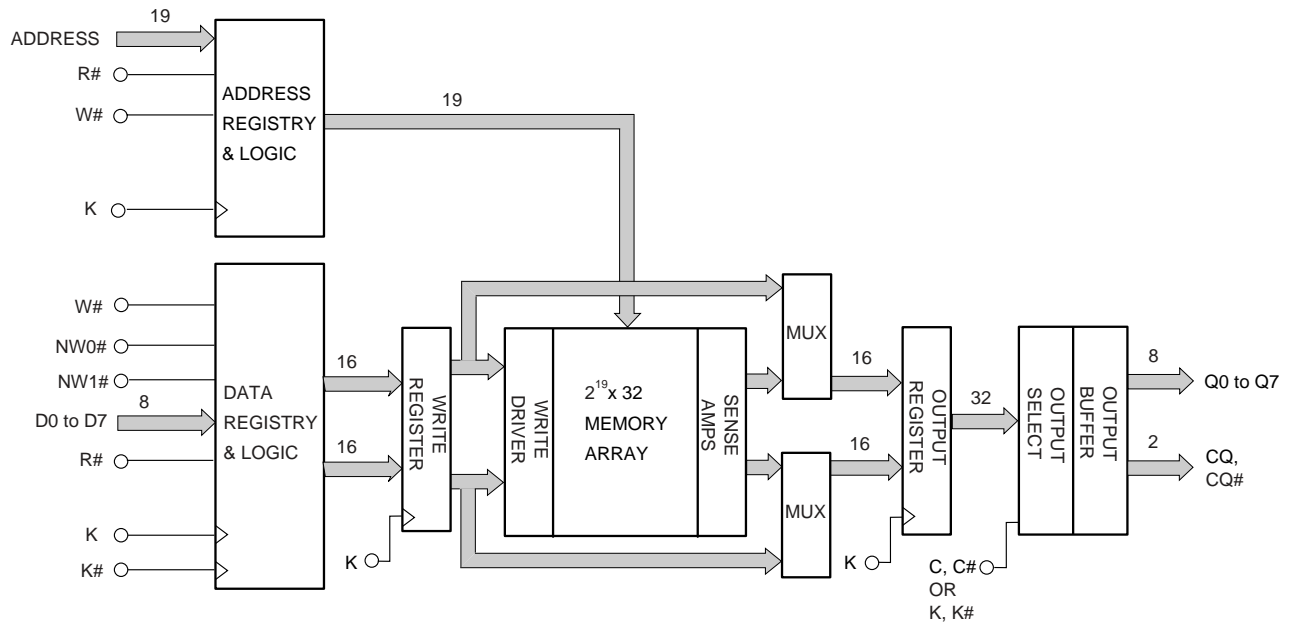 19
ADDRESS
R#
W#
K
ADDRESS
REGISTRY
& LOGIC
19
W#
NW0#
NW1#
D0 to D7
8
R#
K
K#
DATA
REGISTRY
& LOGIC
16
16
WRITE
REGISTER
K
WRITE
DRIVER
2¹⁹x 32
MEMORY
ARRAY
SENSE
AMPS
MUX
MUX
16
16
OUTPUT
REGISTER
K
32
OUTPUT
SELECT
OUTPUT
BUFFER
C, C#
OR
K, K#
8
Q0 to Q7
2
CQ,
CQ#